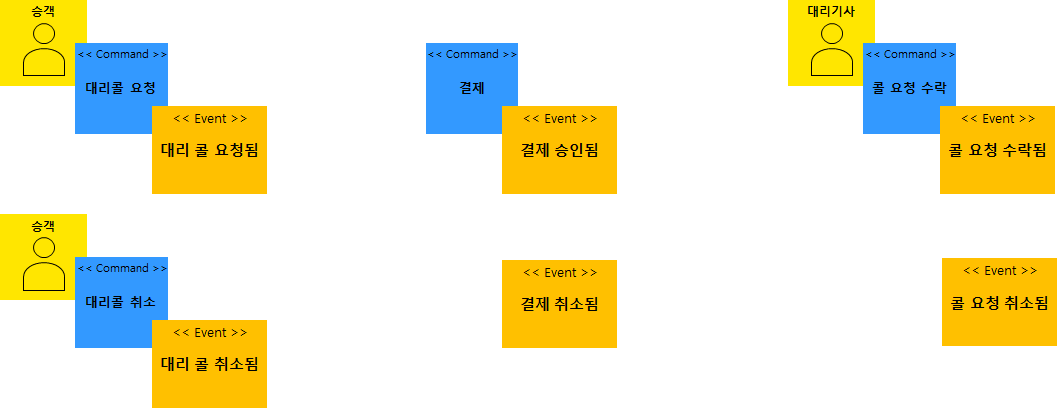 승객
<< Command >>
대리콜 요청
<< Event >>
대리 콜 요청됨
<< Command >>
결제
<< Event >>
결제 승인됨
대리기사
<< Command >>
콜 요청 수락
<< Event >>
콜 요청 수락됨
승객
<< Command >>
대리콜 취소
<< Event >>
대리 콜 취소됨
<< Event >>
결제 취소됨
<< Event >>
콜 요청 취소됨